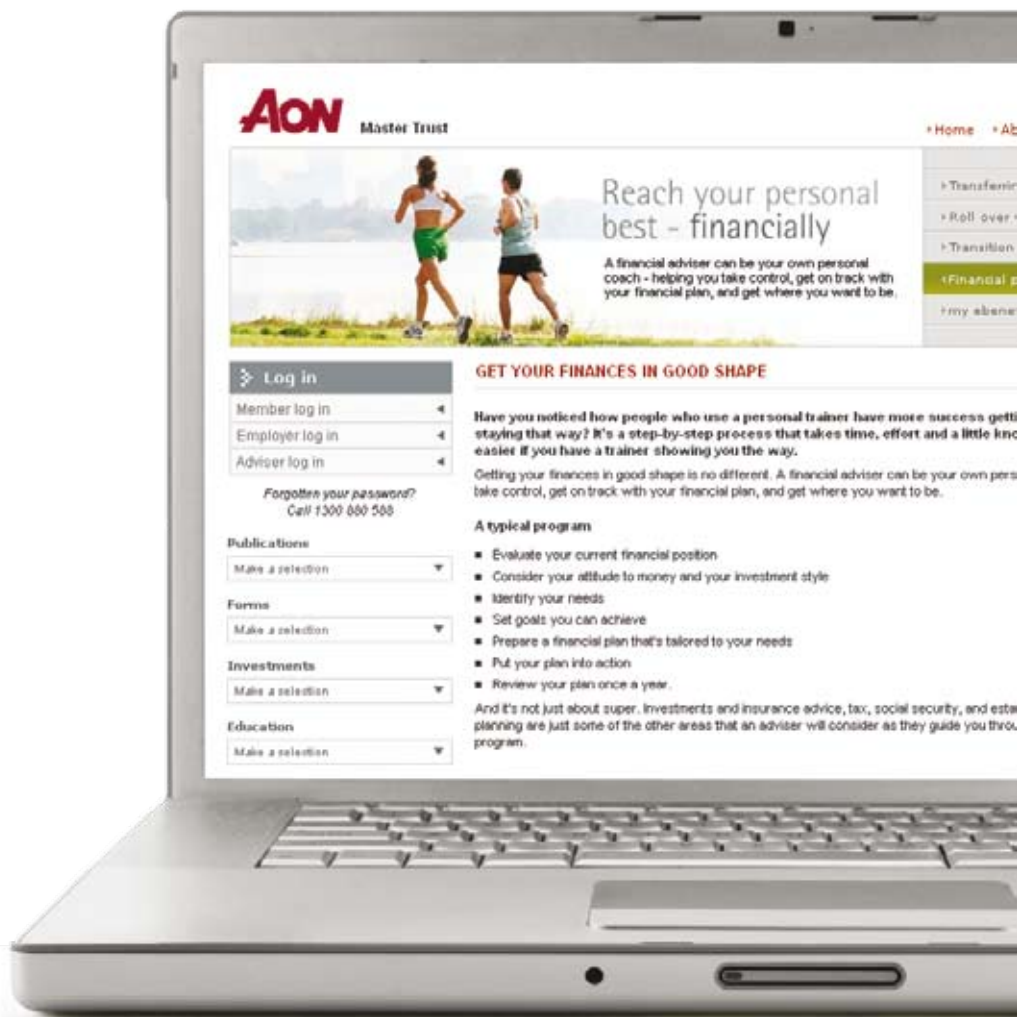 AON Master Trust
Home
Reach your personal
best - financially
A financial adviser can be your own personal
coach - helping you take control, get on track with
your financial plan, and get where you want to be.
Roll over
Transition
Financial
Log in
Member log in
Employer log in
Adviser log in
Forgotten your password?
Call 1300 880 588
Publications
Make a selection
Forms
Make a selection
Investments
Make a selection
Education
Make a selection
GET YOUR FINANCES IN GOOD SHAPE
Have you noticed how people who use a personal trainer have more success getti
staying that way? It's a step-by-step process that takes time, effort and a little kno
easier if you have a trainer showing you the way.
Getting your finances in good shape is no different. A financial adviser can be your own pers
take control, get on track with your financial plan, and get where you want to be.
A typical program
Evaluate your current financial position
Consider your attitude to money and your investment style
Identify your needs
Set goals you can achieve
Prepare a financial plan that's tailored to your needs
Put your plan into action
Review your plan once a year.
And it's not just about super. Investments and insurance advice, tax, social security, and esta
planning are just some of the other areas that an adviser will consider as they guide you throu
program.